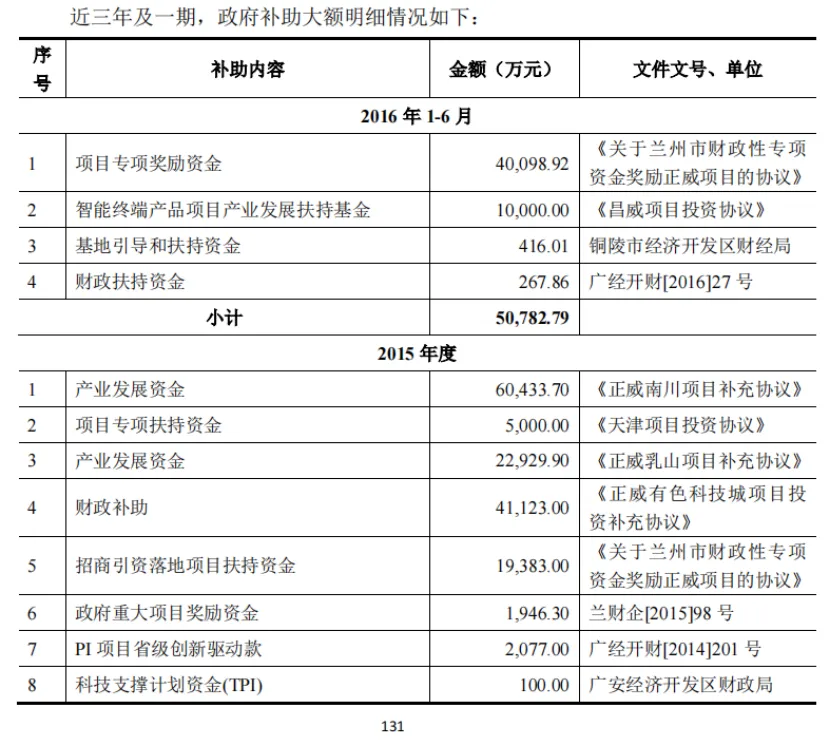 近三年及一期，政府补助大额明细情况如下：
序号 补助内容 金额（万元） 文件文号、单位
2016 年 1-6 月
1 项目专项奖励资金 40,098.92 《关于兰州市财政性专项资金奖励正威项目的协议》
2 智能终端产品项目产业发展扶持基金 10,000.00 《昌威项目投资协议》
3 基地引导和扶持资金 416.01 铜陵市经济开发区财经局
4 财政扶持资金 267.86 广经开财[2016]27 号
小计 50,782.79
2015 年度
1 产业发展资金 60,433.70 《正威南川项目补充协议》
2 项目专项扶持资金 5,000.00 《天津项目投资协议》
3 产业发展资金 22,929.90 《正威乳山项目补充协议》
4 财政补助 41,123.00 《正威有色科技城项目投资补充协议》
5 招商引资落地项目扶持资金 19,383.00 《关于兰州市财政性专项资金奖励正威项目的协议》
6 政府重大项目奖励资金 1,946.30 兰财企[2015]98 号
7 PI 项目省级创新驱动款 2,077.00 广经开财[2014]201 号
8 科技支撑计划资金(TPI) 100.00 广安经济开发区财政局
131